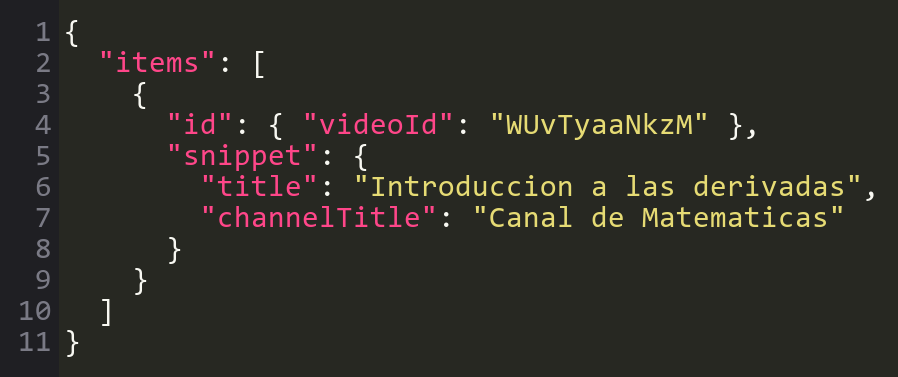 1 {
2   "items": [
3     {
4       "id": { "videoId": "WUvTyaaNkzM" },
5       "snippet": {
6         "title": "Introduccion a las derivadas",
7         "channelTitle": "Canal de Matematicas"
8       }
9     }
10   ]
11 }